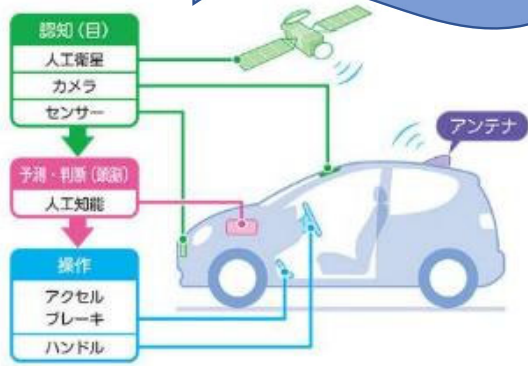 認知(目)
人工衛星
カメラ
センサー
予測・判断(頭脳)
人工知能
操作
アクセル
ブレーキ
ハンドル
アンテナ